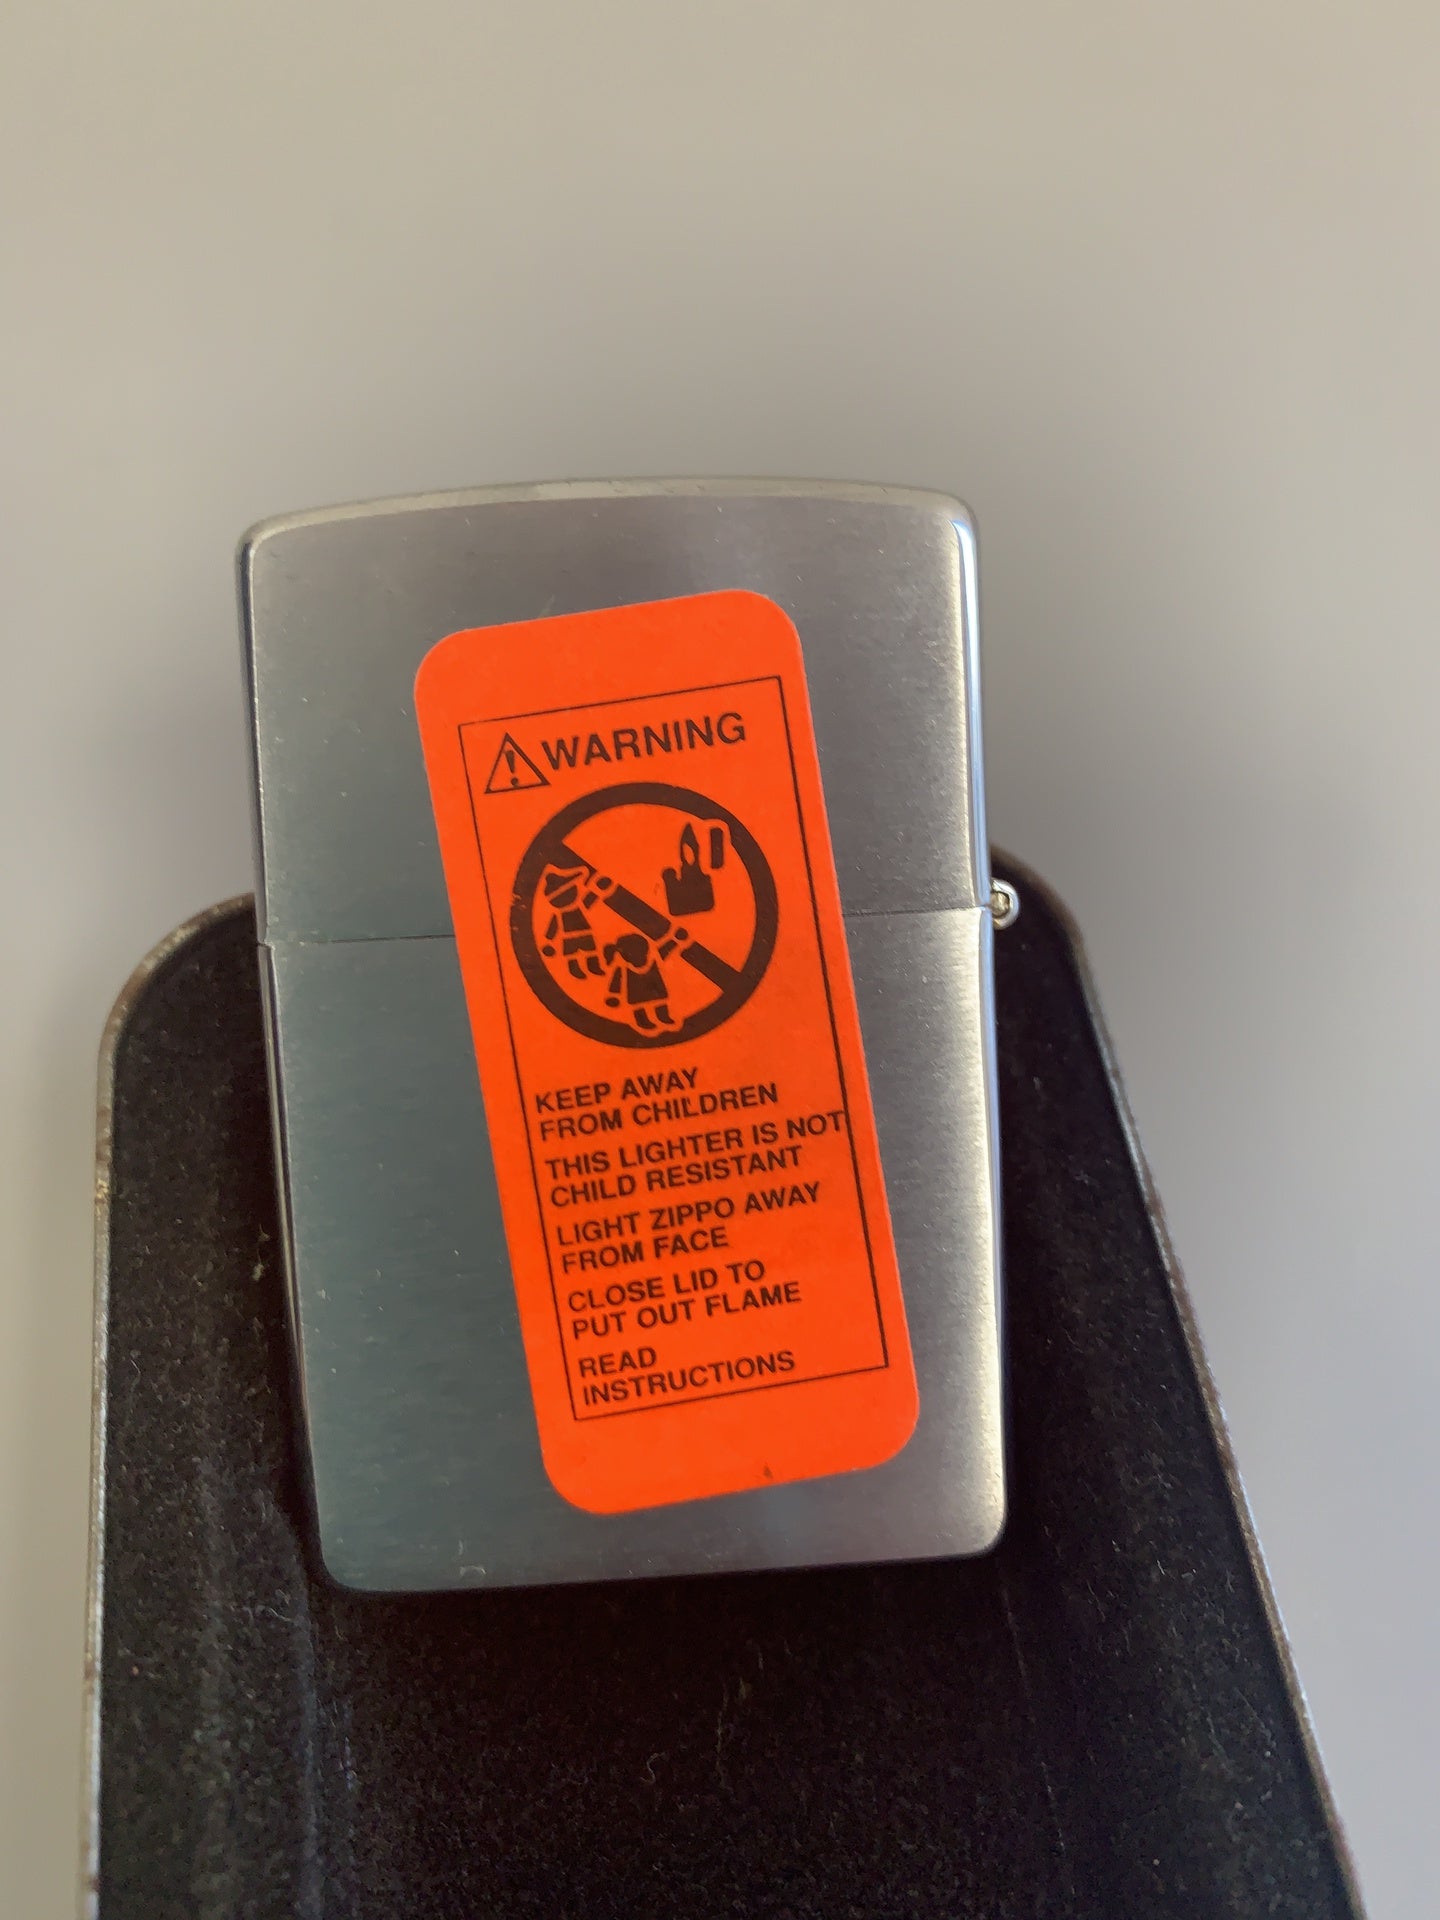 WARNING
KEEP AWAY
FROM CHILDREN
THIS LIGHTER IS NOT
CHILD RESISTANT
LIGHT ZIPPO AWAY
FROM FACE
CLOSE LID TO
PUT OUT FLAME
READ
INSTRUCTIONS